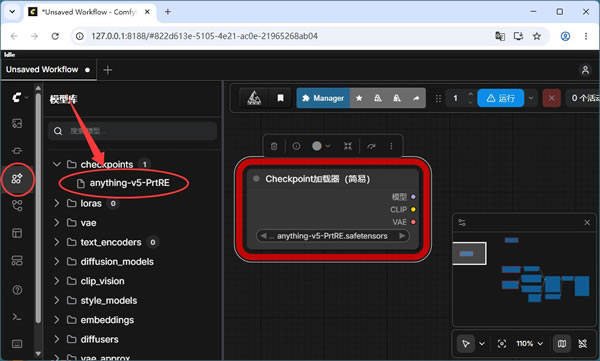 *Unsaved Workflow - Comfy
127.0.0.1:8188/#822d613e-5105-4e21-ac0e-21965268ab04
Idle
Unsaved Workflow
模型库
Manager
1
运行
0 个活动
搜索模型...
checkpoints 1
anything-v5-PrtRE
loras 0
vae
text_encoders 0
diffusion_models
clip_vision
style_models
embeddings
diffusers
vae_approx
Checkpoint加载器（简易）
模型
CLIP
VAE
... anything-v5-PrtRE.safetensors
110%